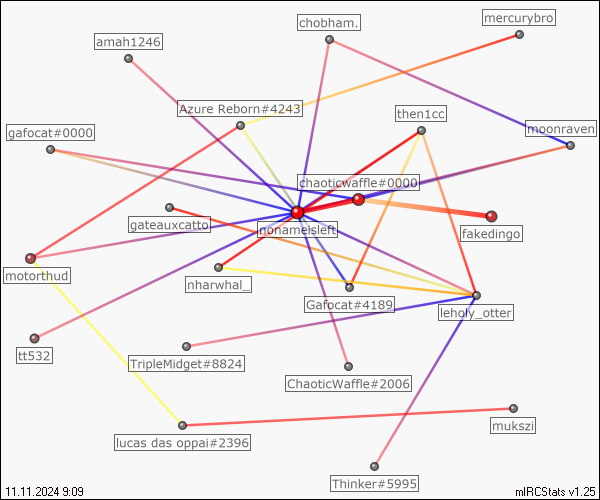 mercurybro
chobham.
amah1246
Azure Reborn#4243
then1cc
gafocat#0000
moonraven
chaoticwaffle#0000
gateauxcatto
nonameisleft
fakedingo
motorthud
nharwhal_
Gafocat#4189
leholy_otter
tt532
TripleMidget#8824
ChaoticWaffle#2006
mukszi
lucas das oppai#2396
Thinker#5995
11.11.2024 9:09
mIRCStats v1.25